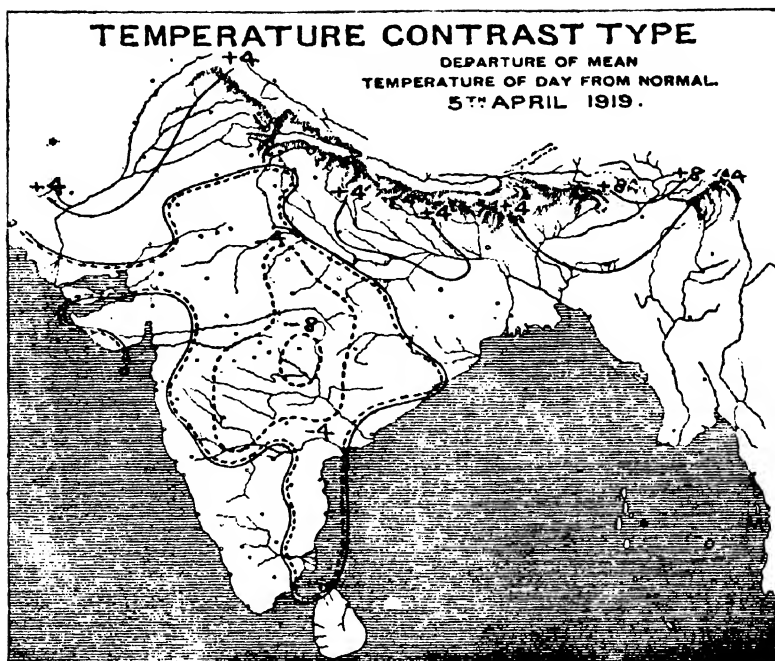 TEMPERATURE CONTRAST TYPE
DEPARTURE OF MEAN
TEMPERATURE OF DAY FROM NORMAL.
5TH APRIL 1919.
+4
+4
+4
+4
+4
+8
+8
-4
-8
-4